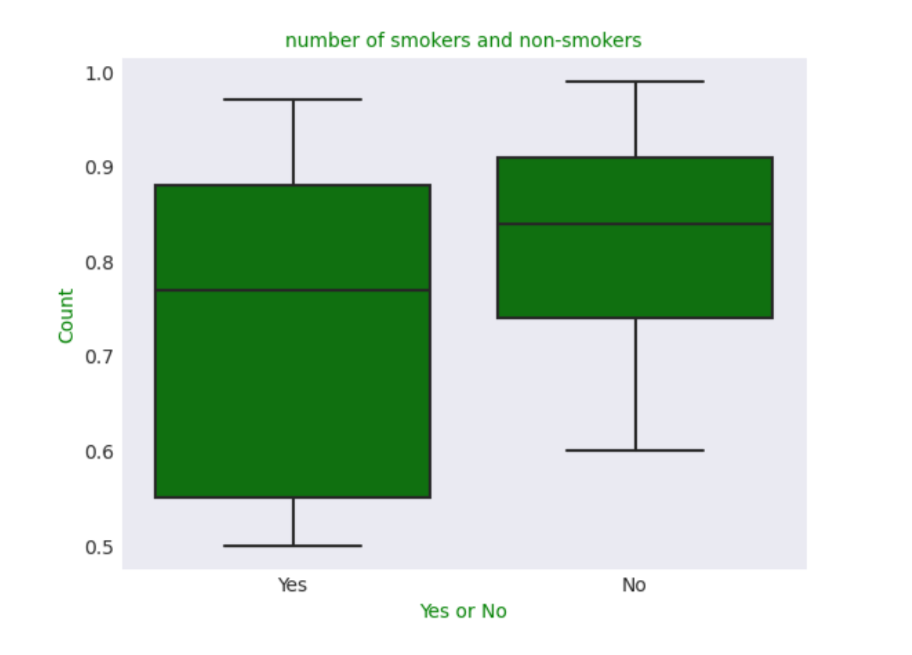 number of smokers and non-smokers
1.0
0.9
0.8
0.7
0.6
0.5
Count
Yes No
Yes or No